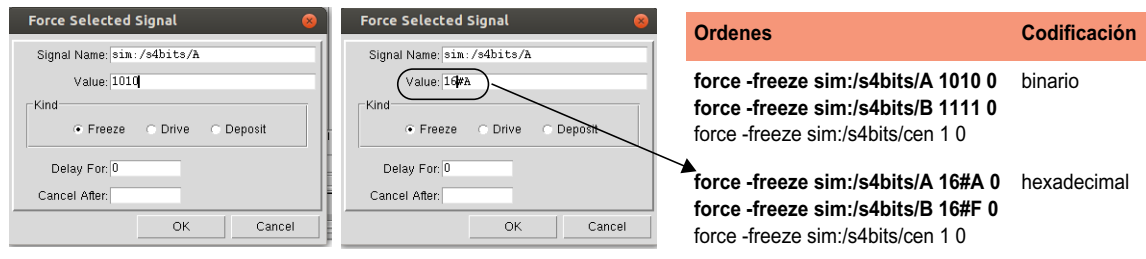 Force Selected Signal
Signal Name: sim:/s4bits/A
Value: 1010
Kind
Freeze
Drive
Deposit
Delay For: 0
Cancel After:
OK
Cancel
Force Selected Signal
Signal Name: sim:/s4bits/A
Value: 16#A
Kind
Freeze
Drive
Deposit
Delay For: 0
Cancel After:
OK
Cancel
Ordenes Codificación
force -freeze sim:/s4bits/A 1010 0 binario
force -freeze sim:/s4bits/B 1111 0
force -freeze sim:/s4bits/cen 1 0
force -freeze sim:/s4bits/A 16#A 0 hexadecimal
force -freeze sim:/s4bits/B 16#F 0
force -freeze sim:/s4bits/cen 1 0